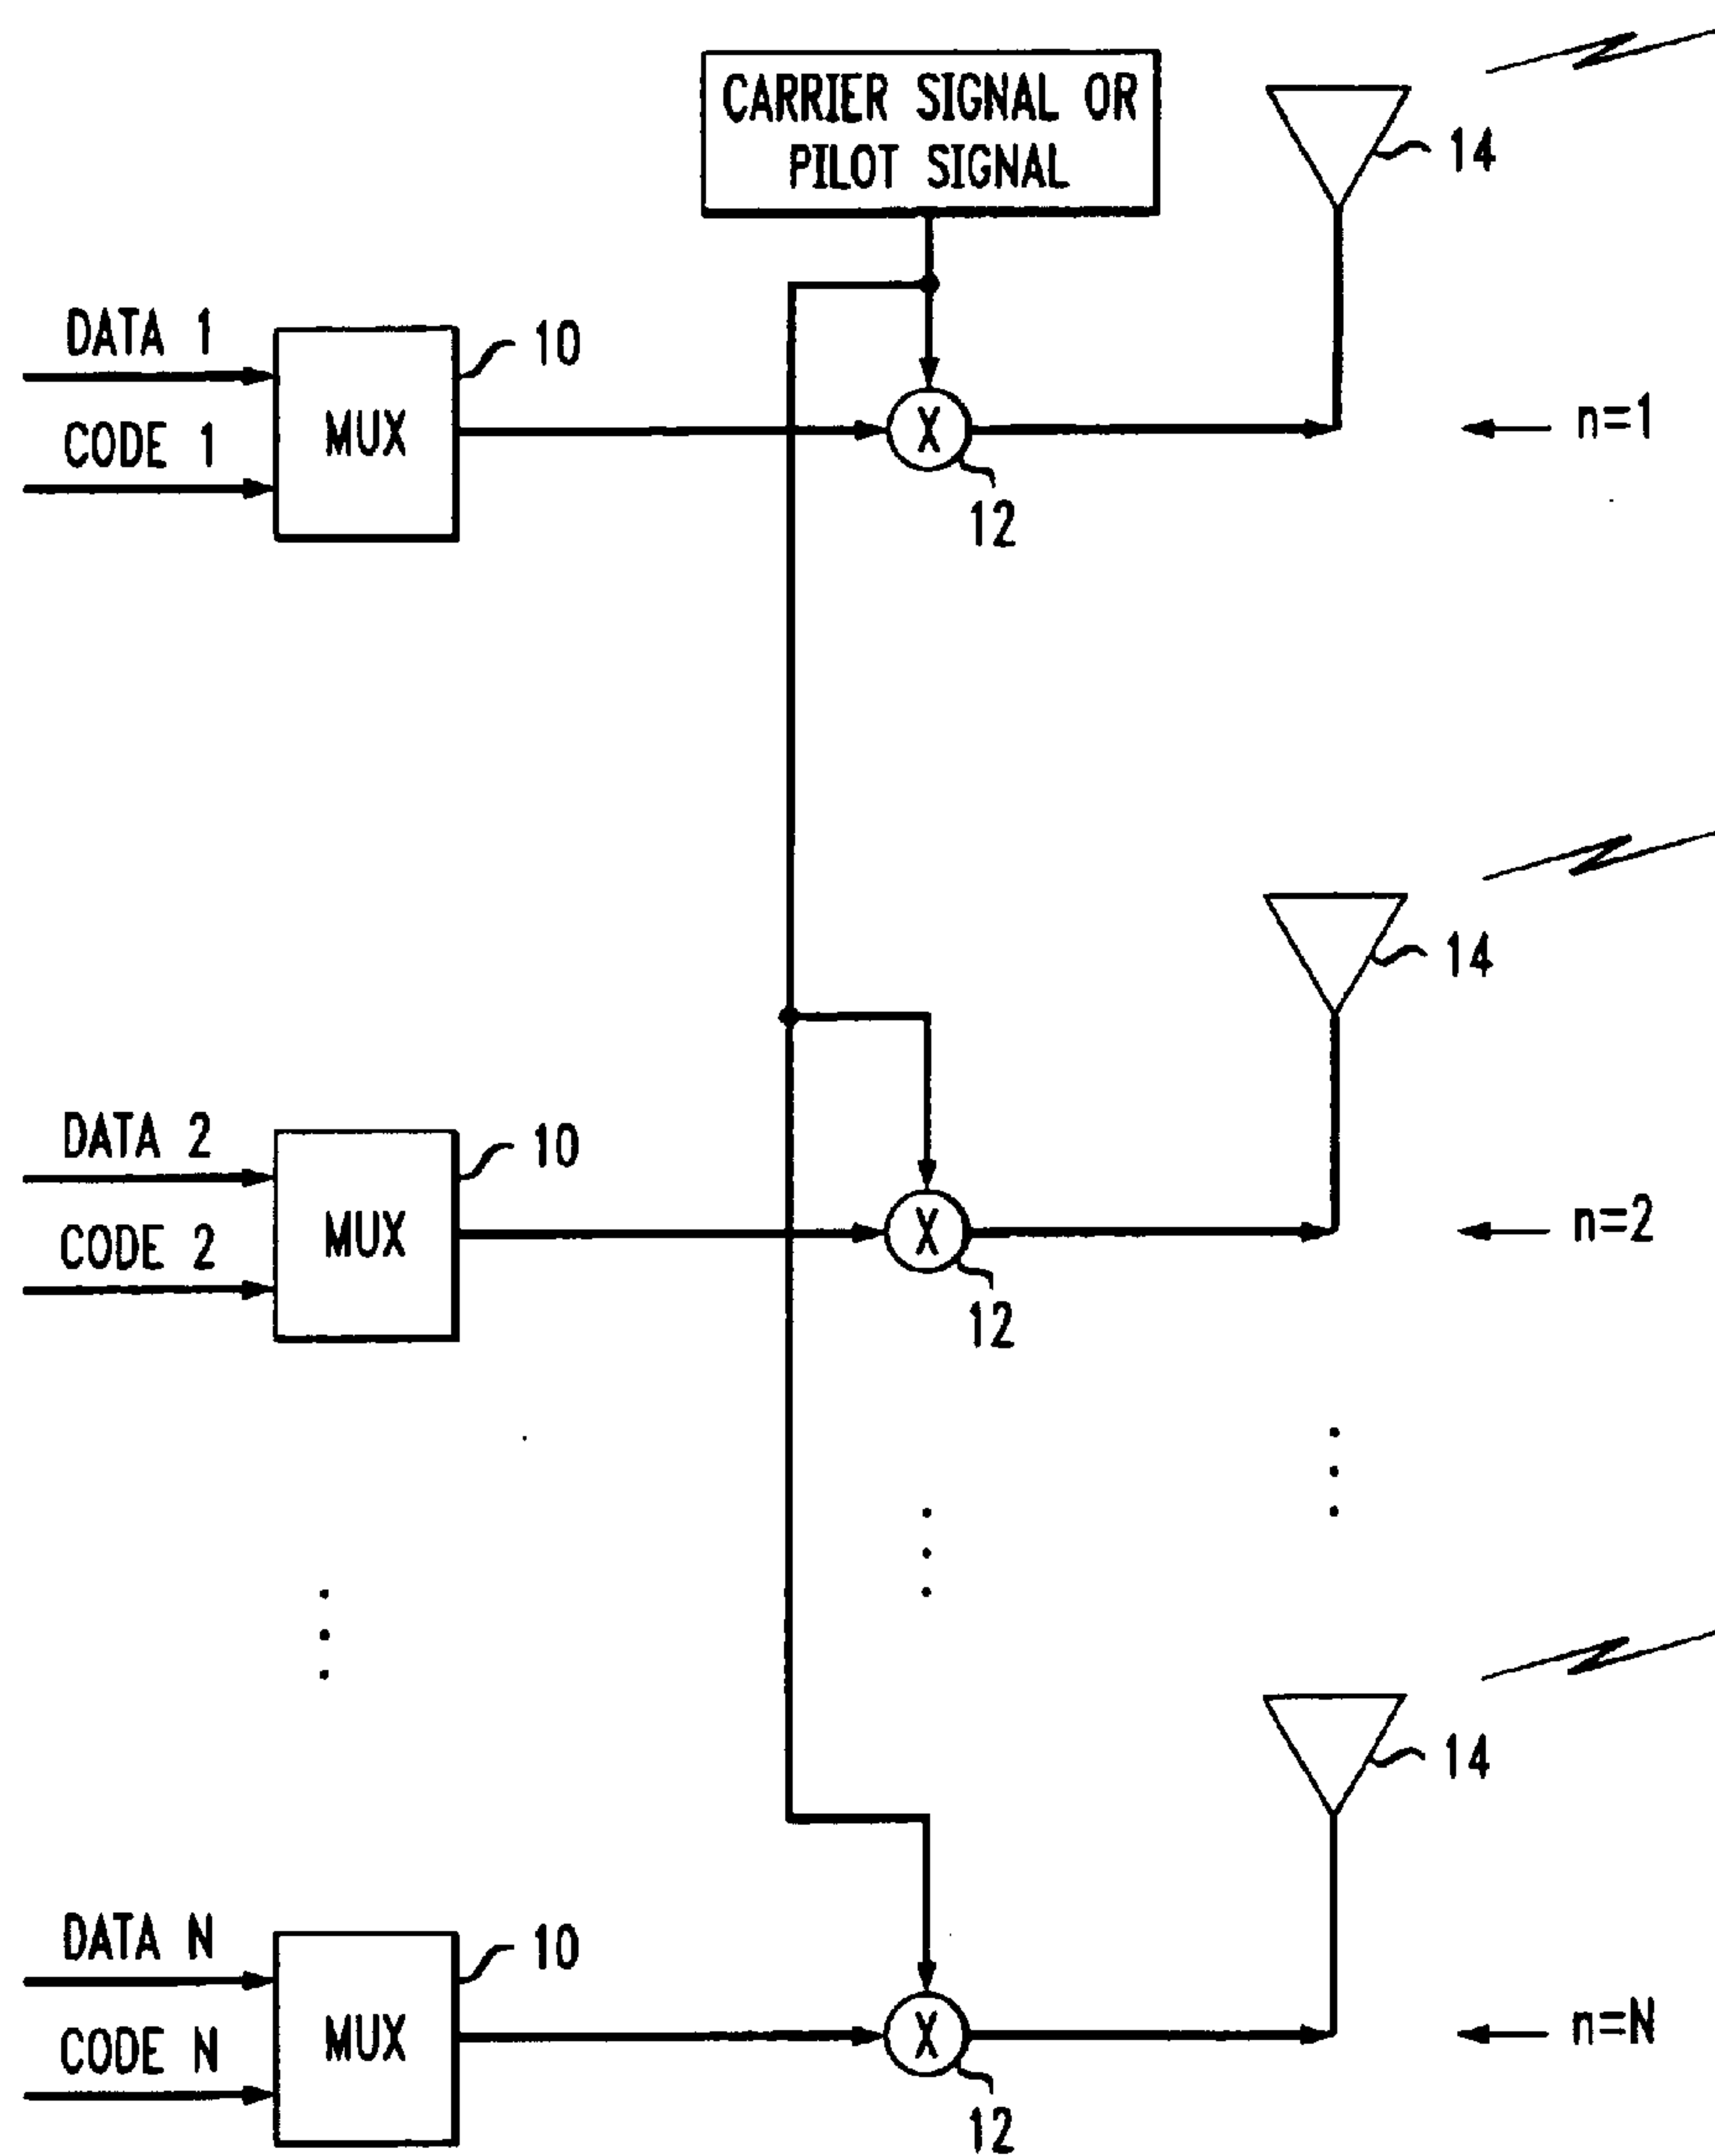 CARRIER SIGNAL OR
PILOT SIGNAL
14
DATA 1
10
CODE 1
MUX
X
n=1
12
14
DATA 2
10
CODE 2
MUX
X
n=2
12
14
DATA N
10
CODE N
MUX
X
n=N
12